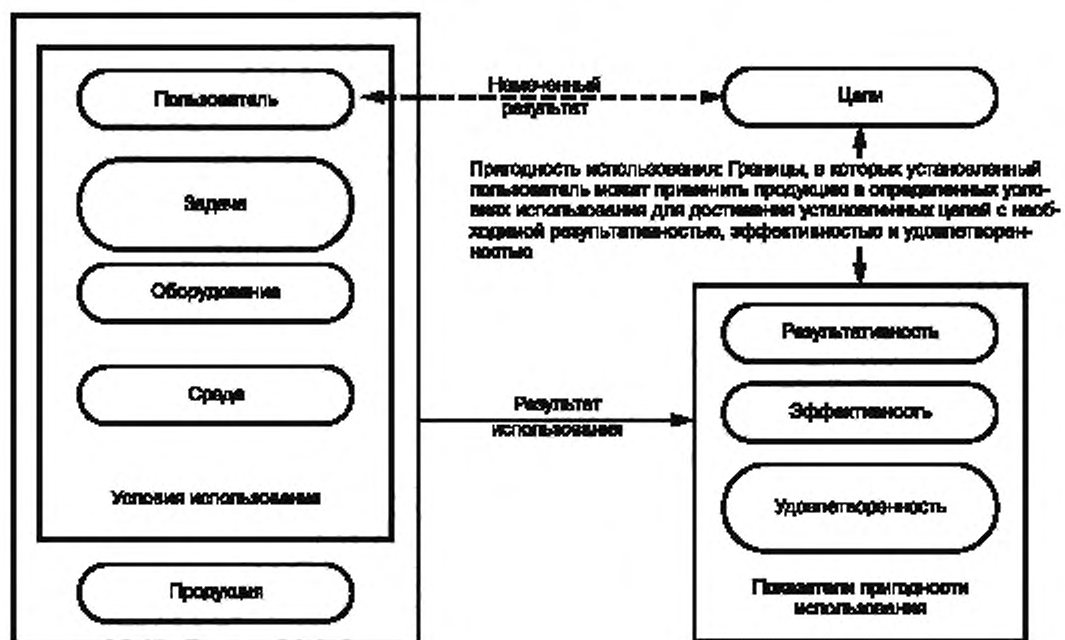 Пользователь
Задача
Оборудование
Среда
Условия использования
Продукция
Намеченный
результат
Цели
Пригодность использования: Границы, в которых установленный
пользователь может применить продукцию в определенных усло-
виях использования для достижения установленных целей с необ-
ходимой результативностью, эффективностью и удовлетворен-
ностью
Результат
использования
Результативность
Эффективность
Удовлетворенность
Показатели пригодности
использования